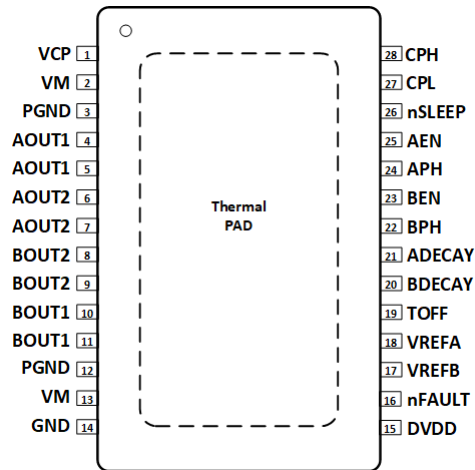 VCP 1
VM 2
PGND 3
AOUT1 4
AOUT1 5
AOUT2 6
AOUT2 7
BOUT2 8
BOUT2 9
BOUT1 10
BOUT1 11
PGND 12
VM 13
GND 14
Thermal
PAD
28 CPH
27 CPL
26 nSLEEP
25 AEN
24 APH
23 BEN
22 BPH
21 ADECAY
20 BDECAY
19 TOFF
18 VREFA
17 VREFB
16 nFAULT
15 DVDD